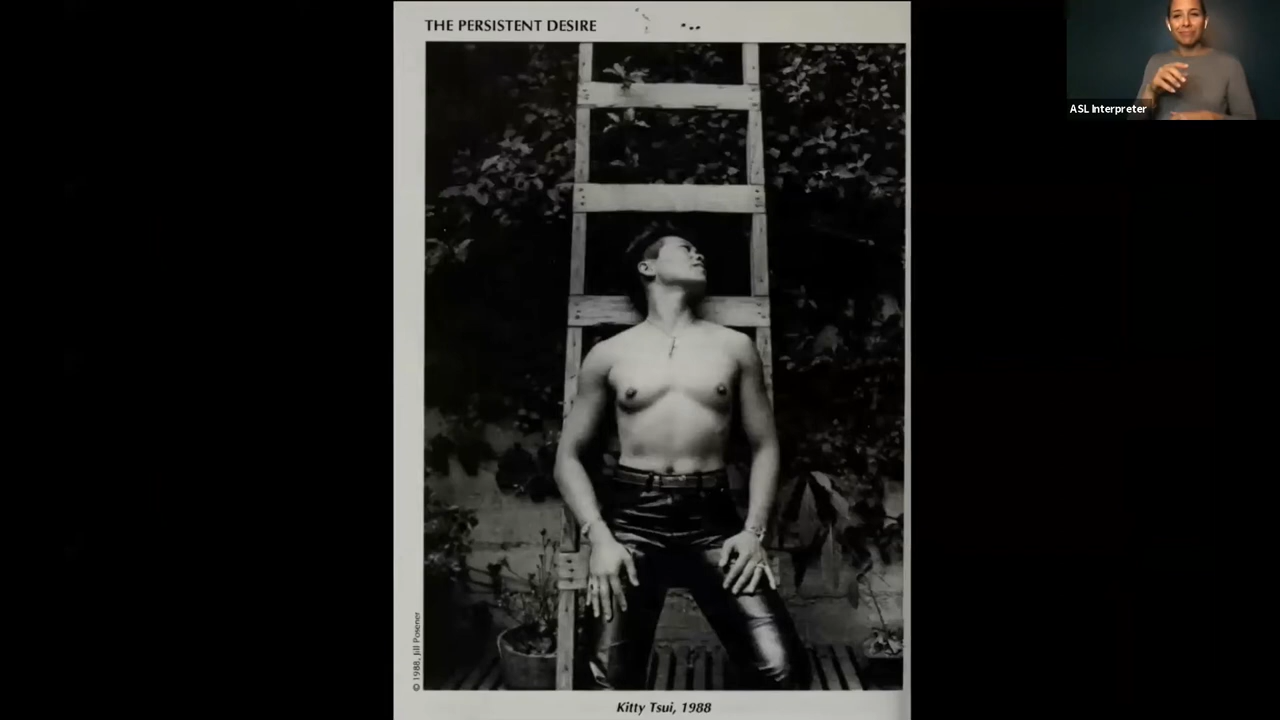 THE PERSISTENT DESIRE
ASL Interpreter
© 1988, Jill Posener
Kitty Tsui, 1988